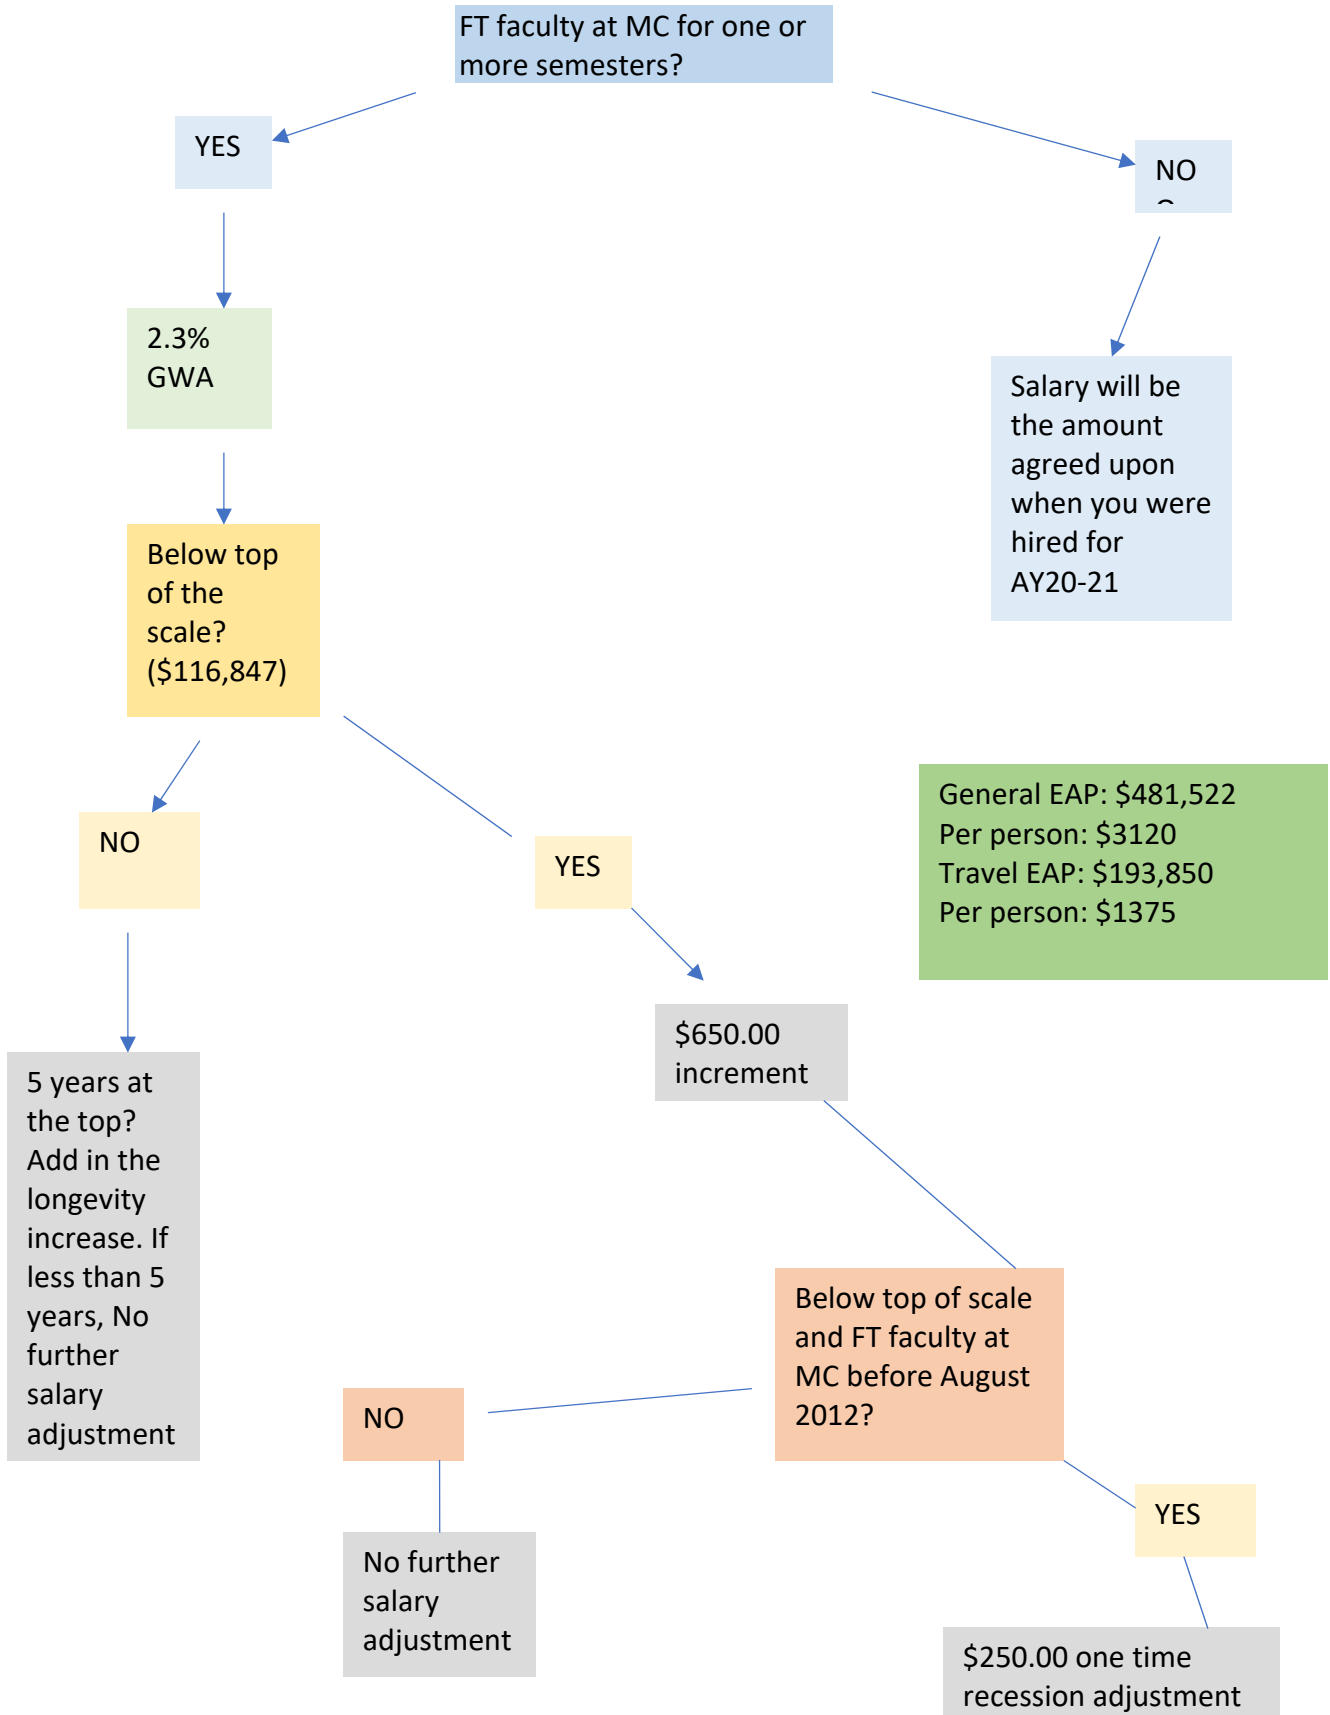 FT faculty at MC for one or
more semesters?
YES
NO
2.3%
GWA
Salary will be
the amount
agreed upon
when you were
hired for
AY20-21
Below top
of the
scale?
($116,847)
General EAP: $481,522
Per person: $3120
Travel EAP: $193,850
Per person: $1375
NO
YES
$650.00
increment
5 years at
the top?
Add in the
longevity
increase. If
less than 5
years, No
further
salary
adjustment
Below top of scale
and FT faculty at
MC before August
2012?
NO
YES
No further
salary
adjustment
$250.00 one time
recession adjustment